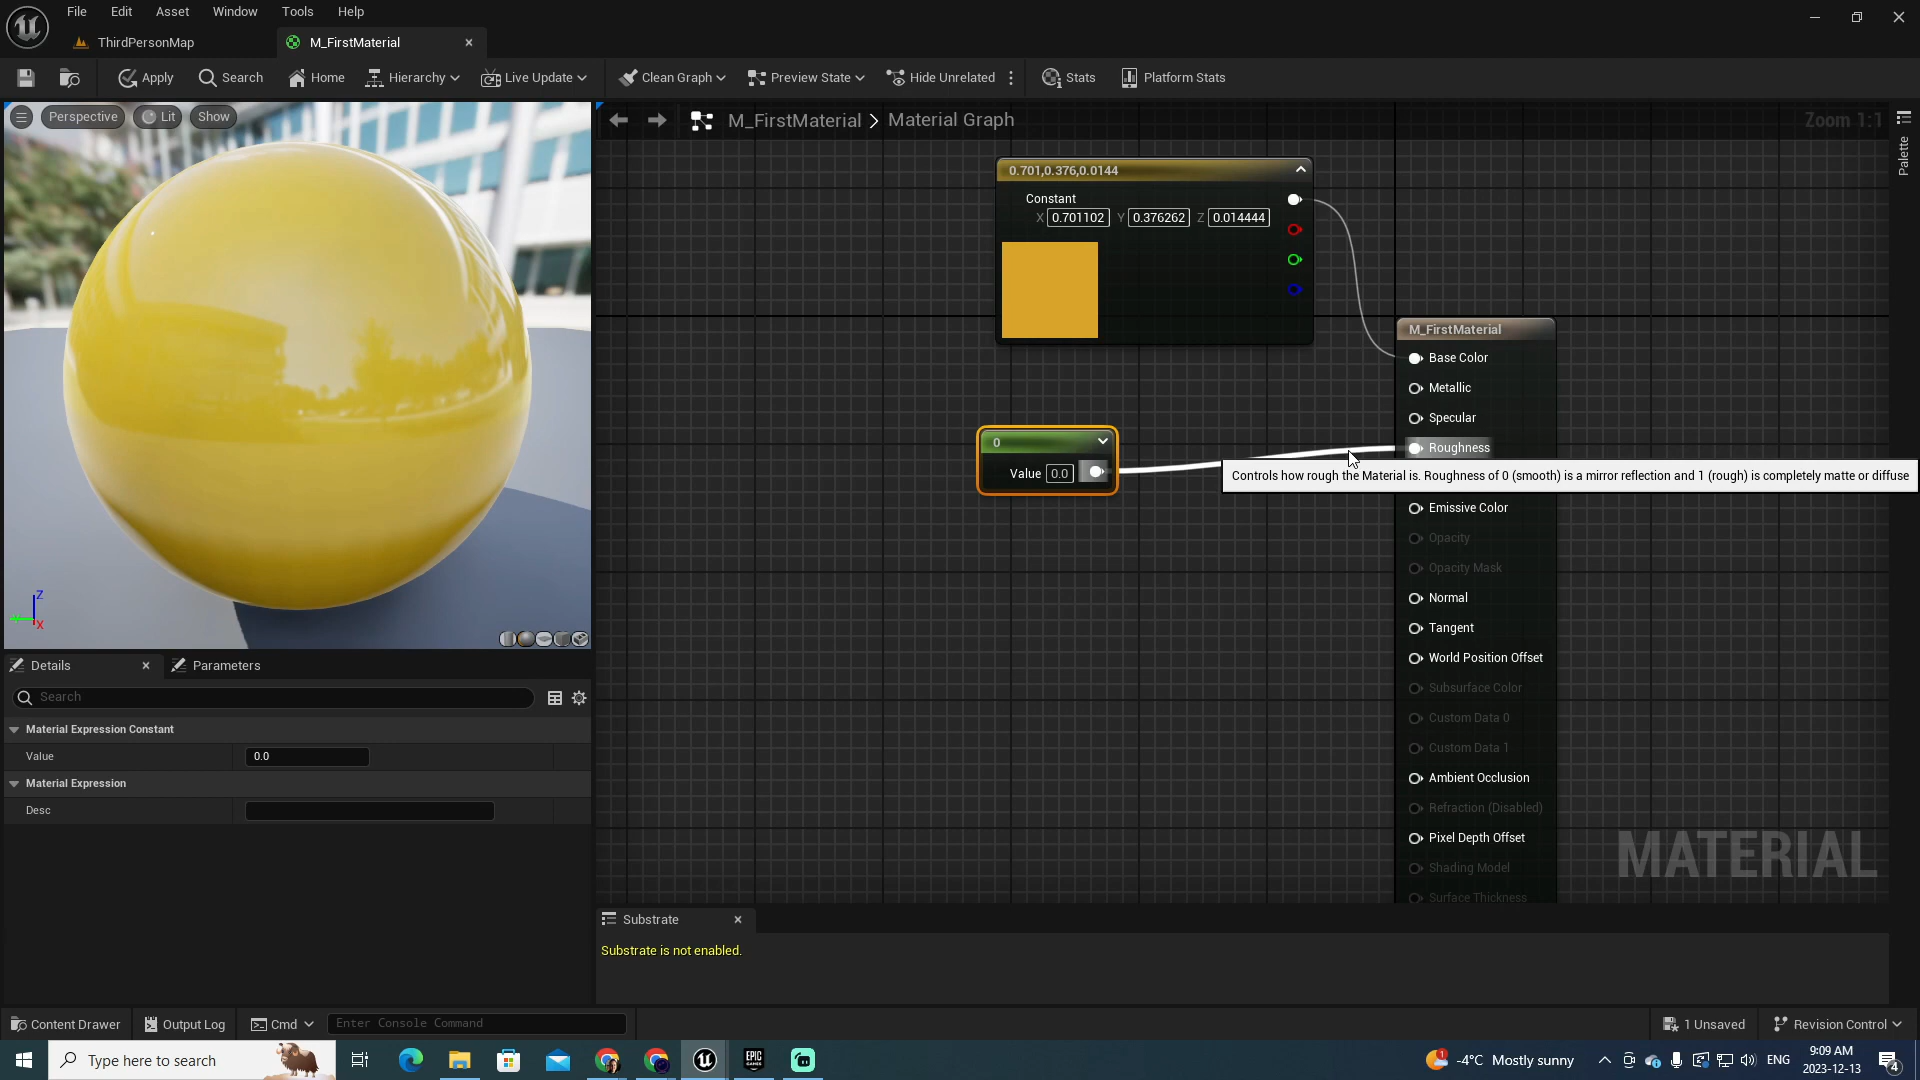 File Edit Asset Window Tools Help
ThirdPersonMap
M_FirstMaterial
Apply Search Home Hierarchy Live Update Clean Graph Preview State Hide Unrelated Stats Platform Stats
Perspective Lit Show
M_FirstMaterial > Material Graph
Zoom 1:1
Palette
0.701,0.376,0.0144
Constant
X 0.701102 Y 0.376262 Z 0.014444
M_FirstMaterial
Base Color
Metallic
Specular
0
Value 0.0
Roughness
Controls how rough the Material is. Roughness of 0 (smooth) is a mirror reflection and 1 (rough) is completely matte or diffuse
Emissive Color
Opacity
Opacity Mask
Normal
Tangent
World Position Offset
Subsurface Color
Custom Data 0
Custom Data 1
Ambient Occlusion
Refraction (Disabled)
Pixel Depth Offset
Shading Model
Surface Thickness
MATERIAL
Z
Y
X
Details Parameters
Search
Material Expression Constant
Value 0.0
Material Expression
Desc
Substrate
Substrate is not enabled.
Content Drawer Output Log Cmd Enter Console Command 1 Unsaved Revision Control
Type here to search
EPIC GAMES
1 -4°C Mostly sunny ENG
9:09 AM
2023-12-13
4